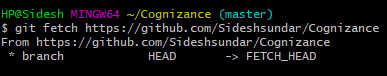 HP@Sidesh MINGW64 ~/Cognizance (master)
$ git fetch https://github.com/Sideshsundar/Cognizance
From https://github.com/Sideshsundar/Cognizance
 * branch            HEAD       -> FETCH_HEAD